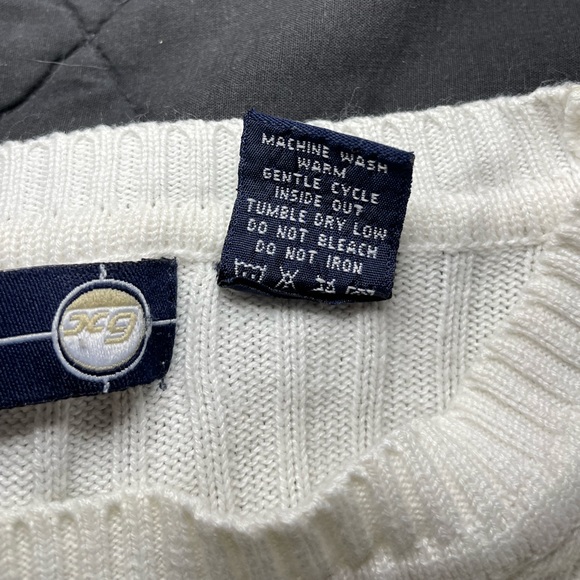 MACHINE WASH
WARM
GENTLE CYCLE
INSIDE OUT
TUMBLE DRY LOW
DO NOT BLEACH
DO NOT IRON